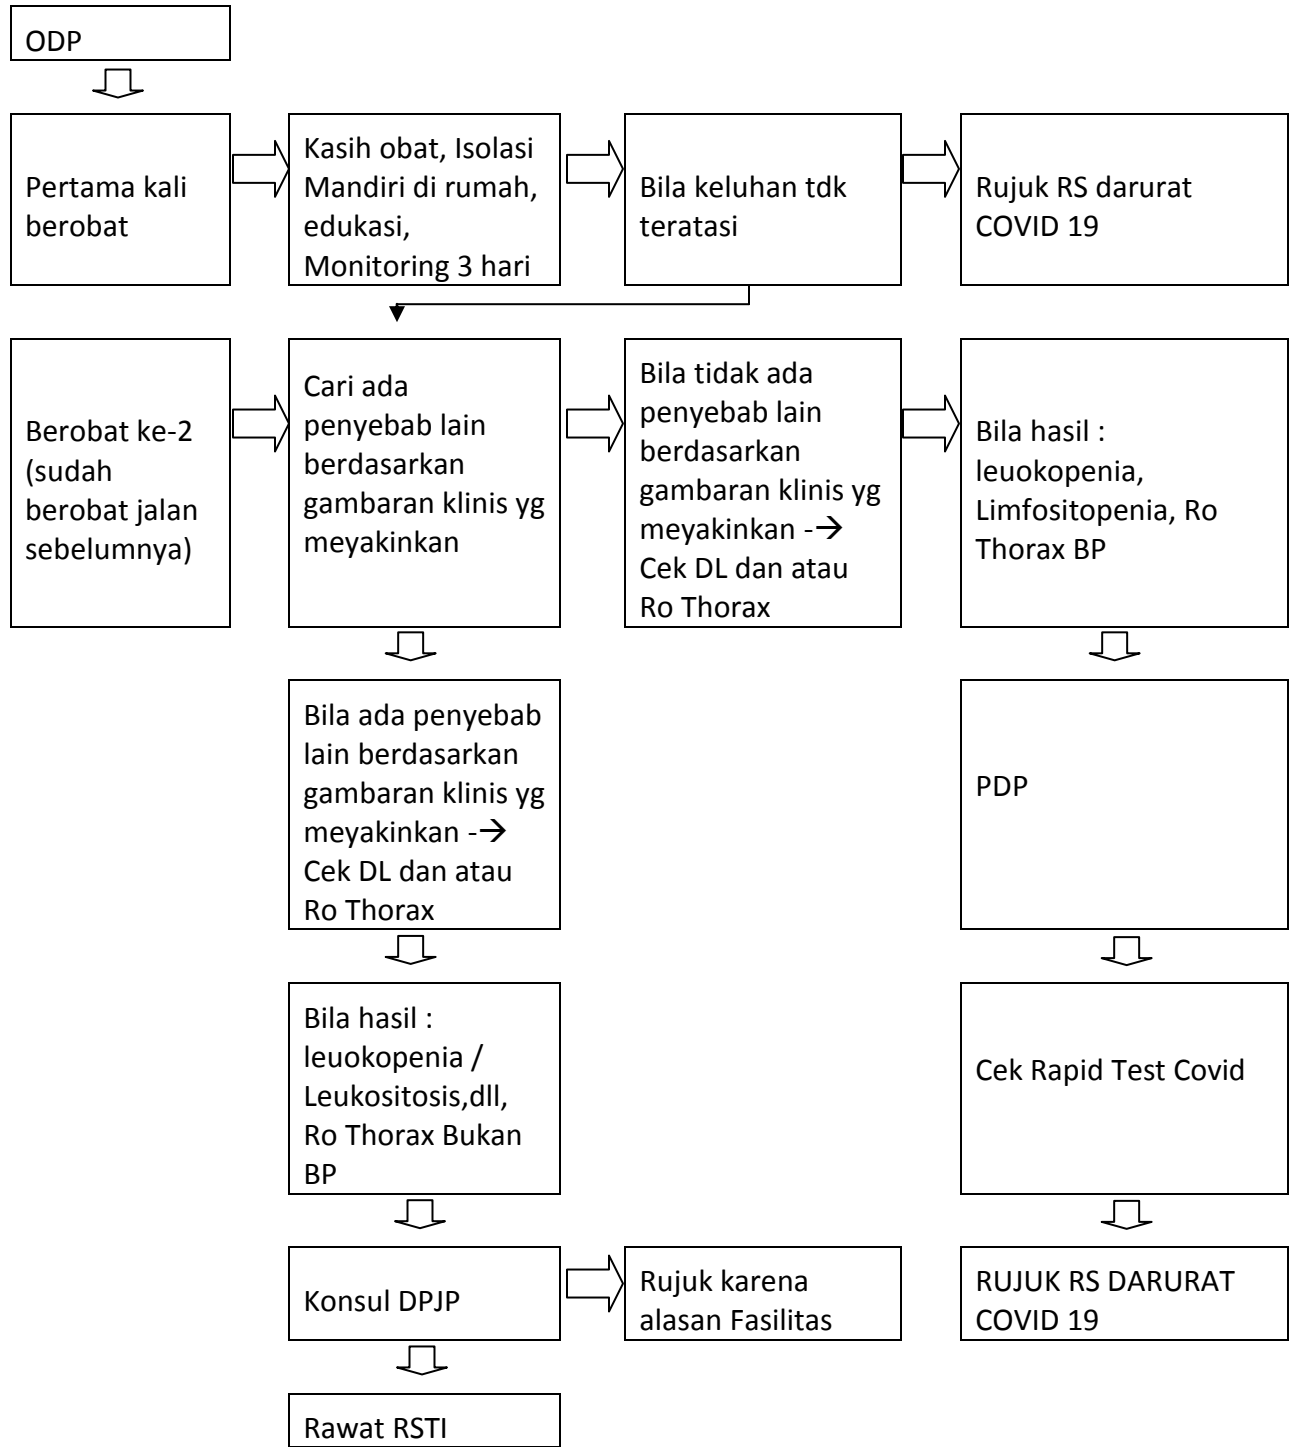 ODP
Pertama kali
berobat
Kasih obat, Isolasi
Mandiri di rumah,
edukasi,
Monitoring 3 hari
Bila keluhan tdk
teratasi
Rujuk RS darurat
COVID 19
Berobat ke-2
(sudah
berobat jalan
sebelumnya)
Cari ada
penyebab lain
berdasarkan
gambaran klinis yg
meyakinkan
Bila tidak ada
penyebab lain
berdasarkan
gambaran klinis yg
meyakinkan -→
Cek DL dan atau
Ro Thorax
Bila hasil :
leuokopenia,
Limfositopenia, Ro
Thorax BP
Bila ada penyebab
lain berdasarkan
gambaran klinis yg
meyakinkan -→
Cek DL dan atau
Ro Thorax
PDP
Bila hasil :
leuokopenia /
Leukositosis,dll,
Ro Thorax Bukan
BP
Cek Rapid Test Covid
Konsul DPJP
Rujuk karena
alasan Fasilitas
RUJUK RS DARURAT
COVID 19
Rawat RSTI